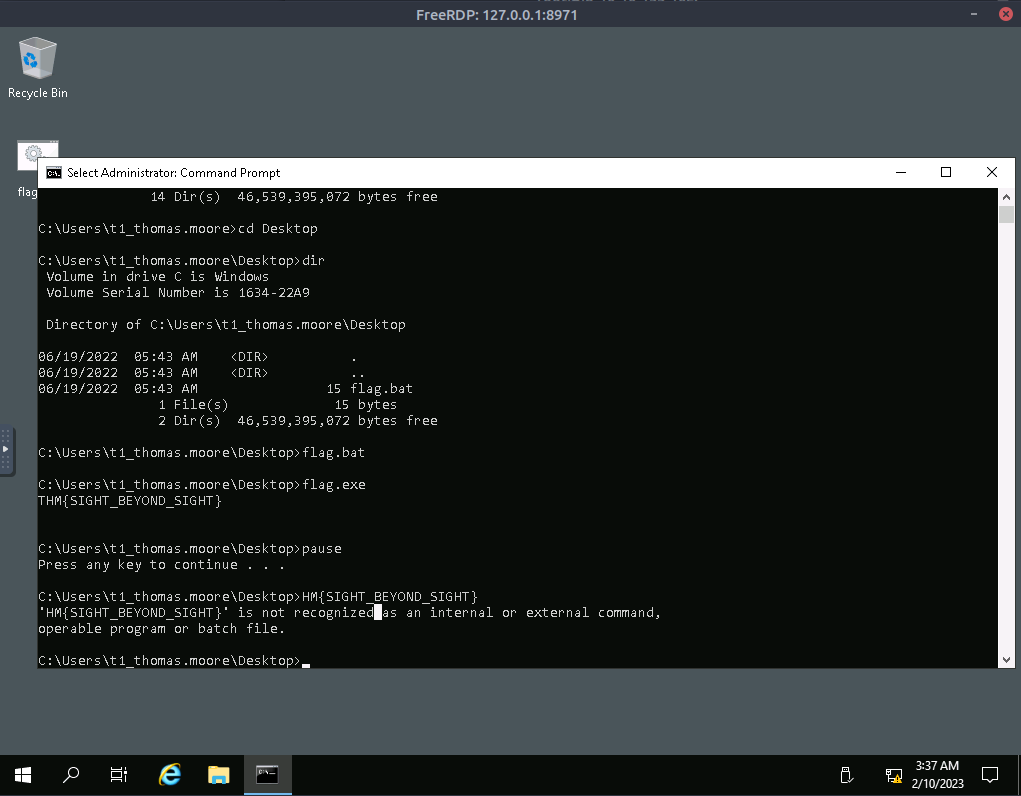 FreeRDP: 127.0.0.1:8971
Recycle Bin
flag
Select Administrator: Command Prompt
14 Dir(s)  46,539,395,072 bytes free
C:\Users\t1_thomas.moore>cd Desktop
C:\Users\t1_thomas.moore\Desktop>dir
Volume in drive C is Windows
Volume Serial Number is 1634-22A9
Directory of C:\Users\t1_thomas.moore\Desktop
06/19/2022  05:43 AM    <DIR>          .
06/19/2022  05:43 AM    <DIR>          ..
06/19/2022  05:43 AM                15 flag.bat
1 File(s)             15 bytes
2 Dir(s)  46,539,395,072 bytes free
C:\Users\t1_thomas.moore\Desktop>flag.bat
C:\Users\t1_thomas.moore\Desktop>flag.exe
THM{SIGHT_BEYOND_SIGHT}
C:\Users\t1_thomas.moore\Desktop>pause
Press any key to continue . . .
C:\Users\t1_thomas.moore\Desktop>HM{SIGHT_BEYOND_SIGHT}
'HM{SIGHT_BEYOND_SIGHT}' is not recognized as an internal or external command,
operable program or batch file.
C:\Users\t1_thomas.moore\Desktop>
3:37 AM
2/10/2023